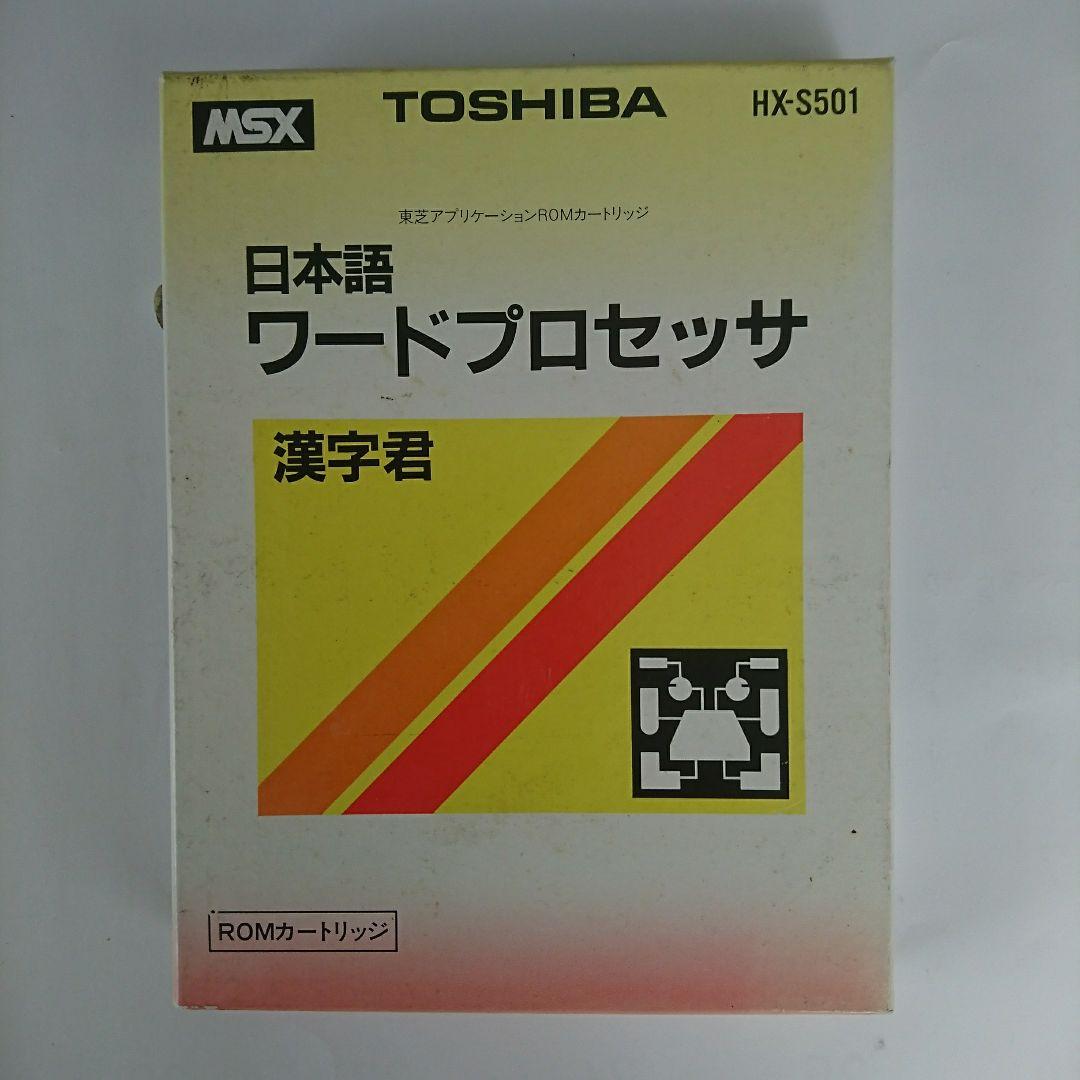 MSX TOSHIBA HX-S501
東芝アプリケーションROMカートリッジ
日本語
ワードプロセッサ
漢字君
ROMカートリッジ